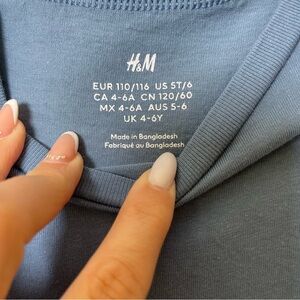 H&M
EUR 110/116 US 5T/6
CA 4-6A CN 120/60
MX 4-6A AUS 5-6
UK 4-6Y
Made in Bangladesh
Fabriqué au Bangladesh